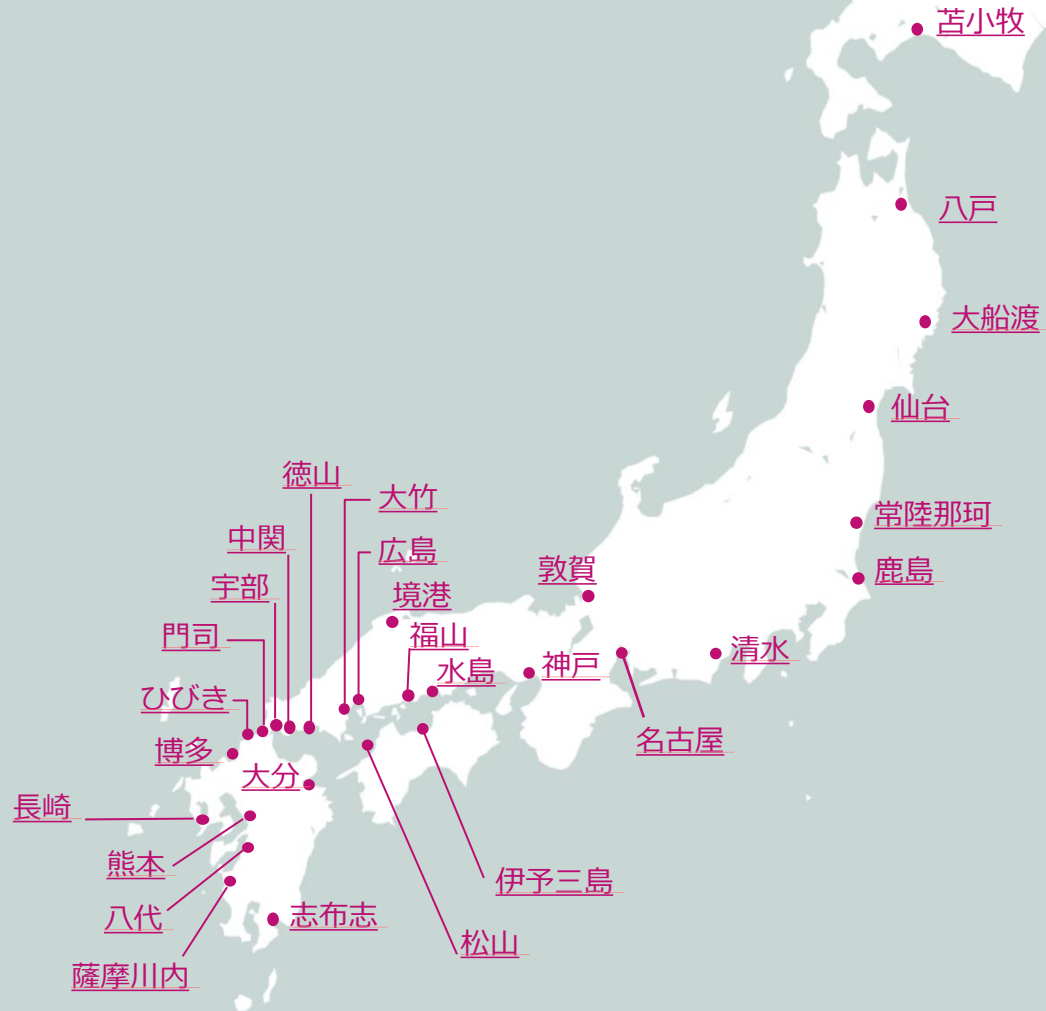 苫小牧
八戸
大船渡
仙台
徳山
大竹
常陸那珂
中関
広島
敦賀
鹿島
宇部
境港
門司
福山
清水
神戸
水島
ひびき
名古屋
博多
大分
長崎
熊本
伊予三島
八代
志布志
松山
薩摩川内